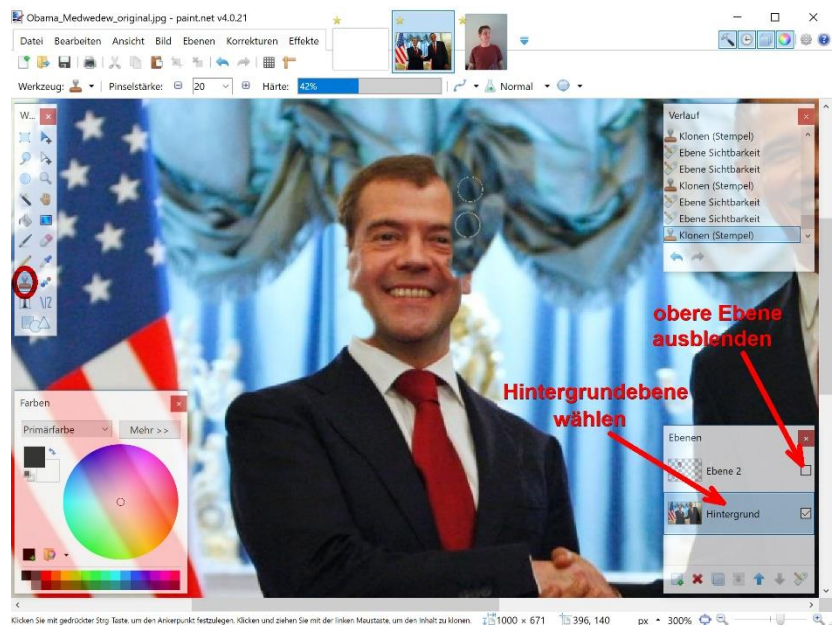 Obama_Medwedew_original.jpg - paint.net v4.0.21
Datei Bearbeiten Ansicht Bild Ebenen Korrekturen Effekte
Werkzeug: Pinselstärke: 20 Härte: 42% Normal
W...
Verlauf
Klonen (Stempel)
Ebene Sichtbarkeit
Ebene Sichtbarkeit
Klonen (Stempel)
Ebene Sichtbarkeit
Ebene Sichtbarkeit
Klonen (Stempel)
obere Ebene
ausblenden
Hintergrundebene
wählen
Farben
Primärfarbe Mehr >>
Ebenen
Ebene 2
Hintergrund
Klicken Sie mit gedrückter Strg Taste, um den Ankerpunkt festzulegen. Klicken und ziehen Sie mit der linken Maustaste, um den Inhalt zu klonen. 1000 × 671 396, 140 px 300%